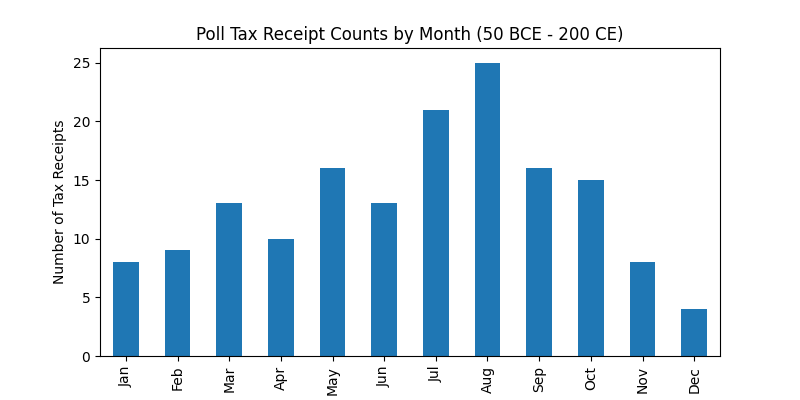 Poll Tax Receipt Counts by Month (50 BCE - 200 CE)
Number of Tax Receipts
25
20
15
10
5
0
Jan
Feb
Mar
Apr
May
Jun
Jul
Aug
Sep
Oct
Nov
Dec